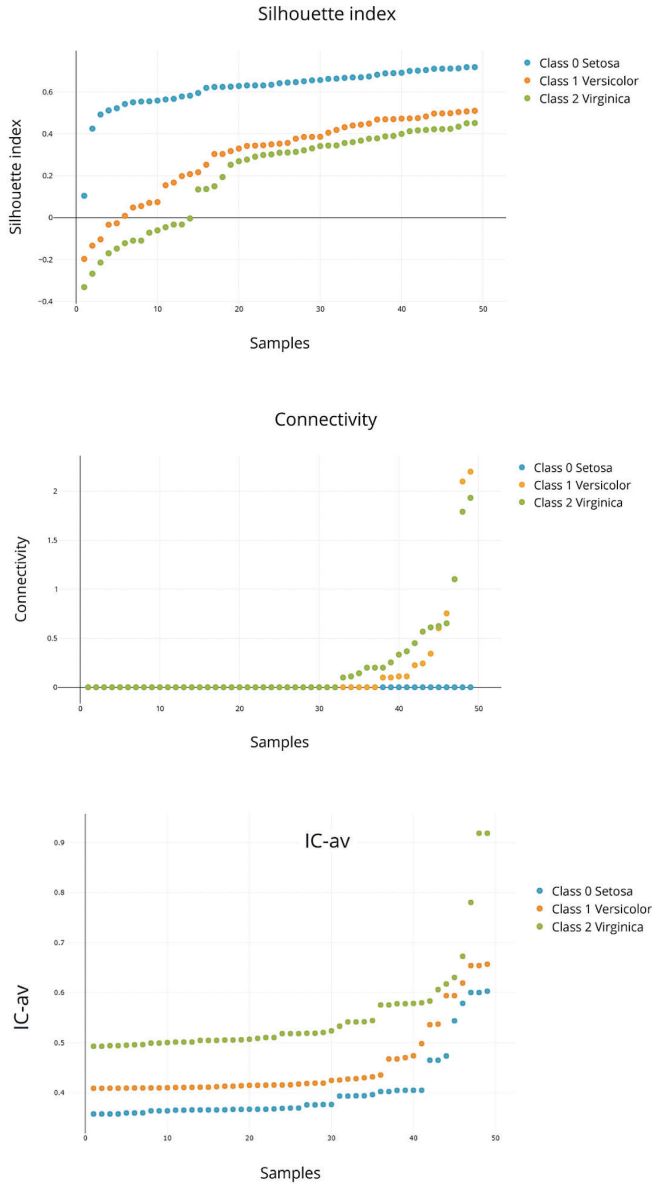 Silhouette index
Class 0 Setosa
Class 1 Versicolor
Class 2 Virginica
Silhouette index
0.6
0.4
0.2
0
−0.2
−0.4
0 10 20 30 40 50
Samples
Connectivity
Class 0 Setosa
Class 1 Versicolor
Class 2 Virginica
Connectivity
2
1.5
1
0.5
0
0 10 20 30 40 50
Samples
IC-av
Class 0 Setosa
Class 1 Versicolor
Class 2 Virginica
IC-av
0.9
0.8
0.7
0.6
0.5
0.4
0 10 20 30 40 50
Samples